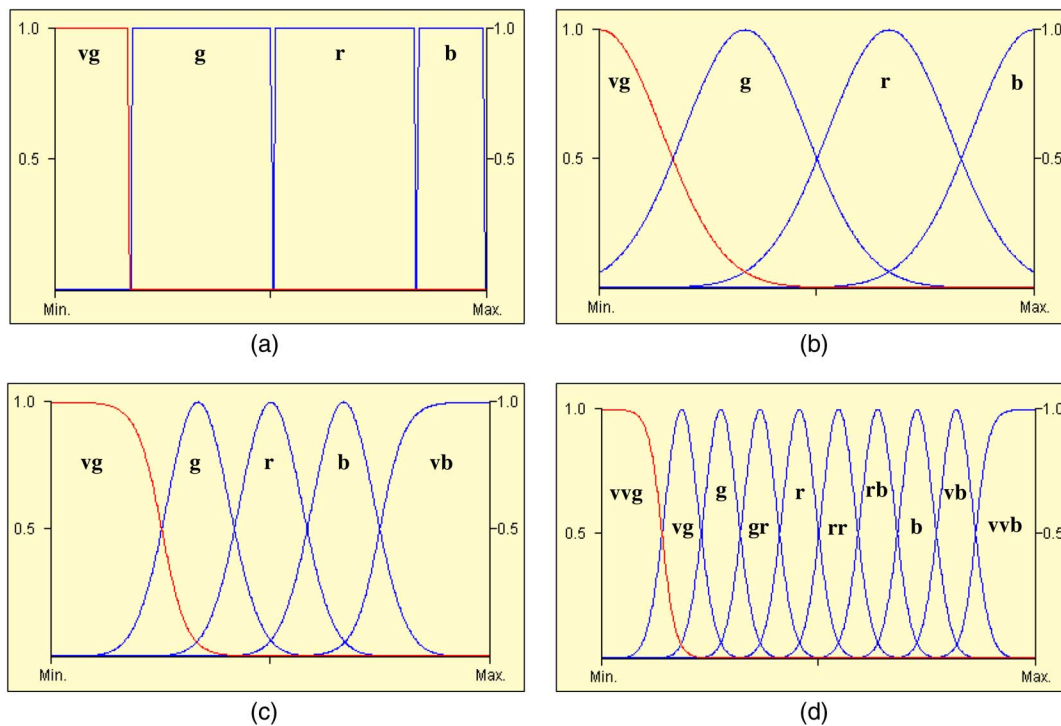 1.0 1.0
vg g r b
0.5 0.5
Min. Max.
(a)
1.0 1.0
vg g r b
0.5 0.5
Min. Max.
(b)
1.0 1.0
vg g r b vb
0.5 0.5
Min. Max.
(c)
1.0 1.0
vvg g r rb vb
vg gr rr b vvb
0.5 0.5
Min. Max.
(d)